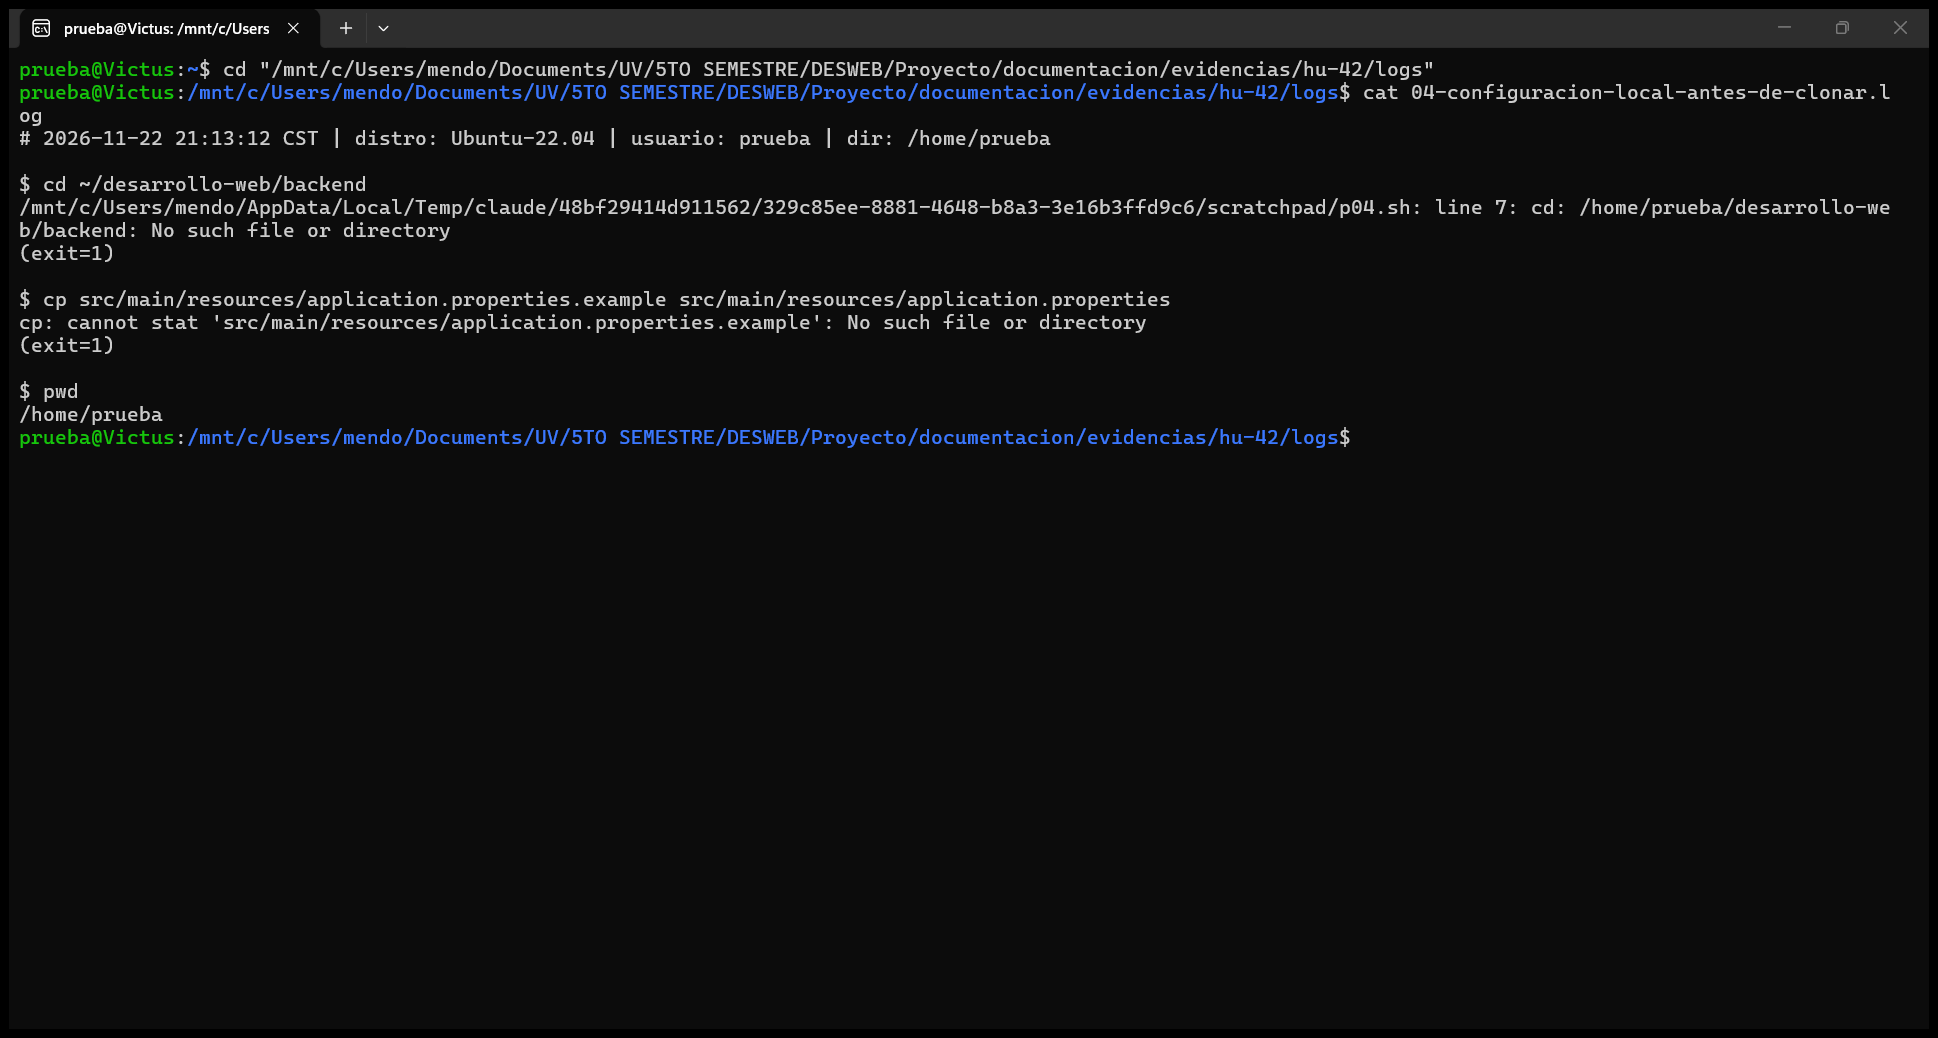 prueba@Victus: /mnt/c/Users
prueba@Victus:~$ cd "/mnt/c/Users/mendo/Documents/UV/5TO SEMESTRE/DESWEB/Proyecto/documentacion/evidencias/hu-42/logs"
prueba@Victus:/mnt/c/Users/mendo/Documents/UV/5TO SEMESTRE/DESWEB/Proyecto/documentacion/evidencias/hu-42/logs$ cat 04-configuracion-local-antes-de-clonar.l
og
# 2026-11-22 21:13:12 CST | distro: Ubuntu-22.04 | usuario: prueba | dir: /home/prueba
$ cd ~/desarrollo-web/backend
/mnt/c/Users/mendo/AppData/Local/Temp/claude/48bf29414d911562/329c85ee-8881-4648-b8a3-3e16b3ffd9c6/scratchpad/p04.sh: line 7: cd: /home/prueba/desarrollo-we
b/backend: No such file or directory
(exit=1)
$ cp src/main/resources/application.properties.example src/main/resources/application.properties
cp: cannot stat 'src/main/resources/application.properties.example': No such file or directory
(exit=1)
$ pwd
/home/prueba
prueba@Victus:/mnt/c/Users/mendo/Documents/UV/5TO SEMESTRE/DESWEB/Proyecto/documentacion/evidencias/hu-42/logs$